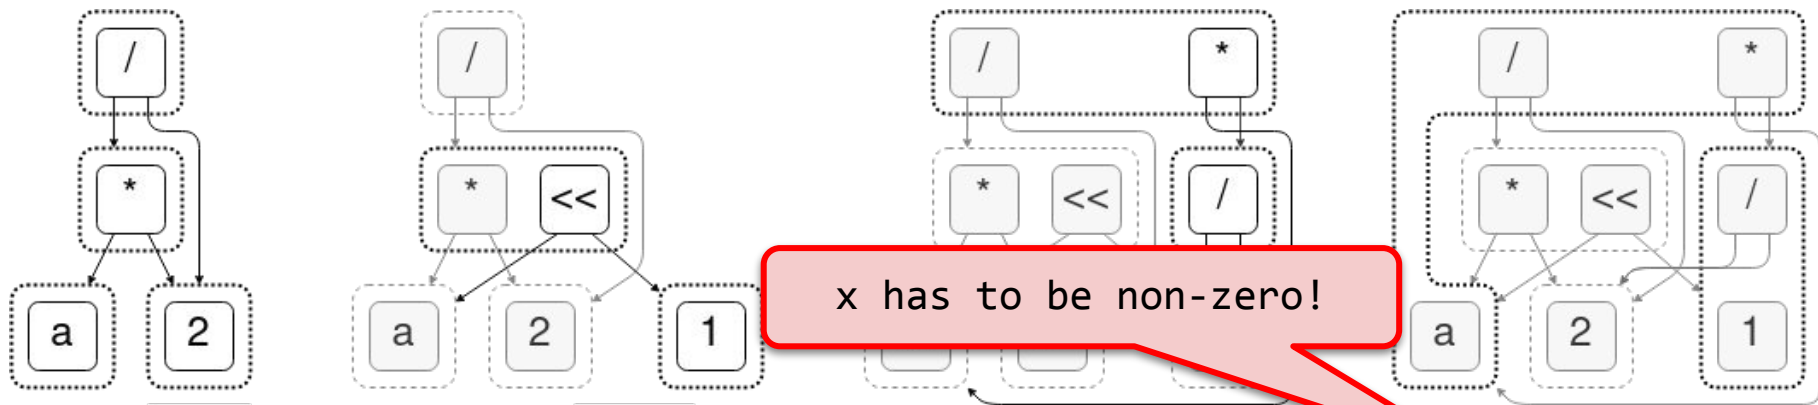 /
*
a 2
/
* <<
a 2 1
/ *
* << /
x has to be non-zero!
/ *
* << /
a 2 1